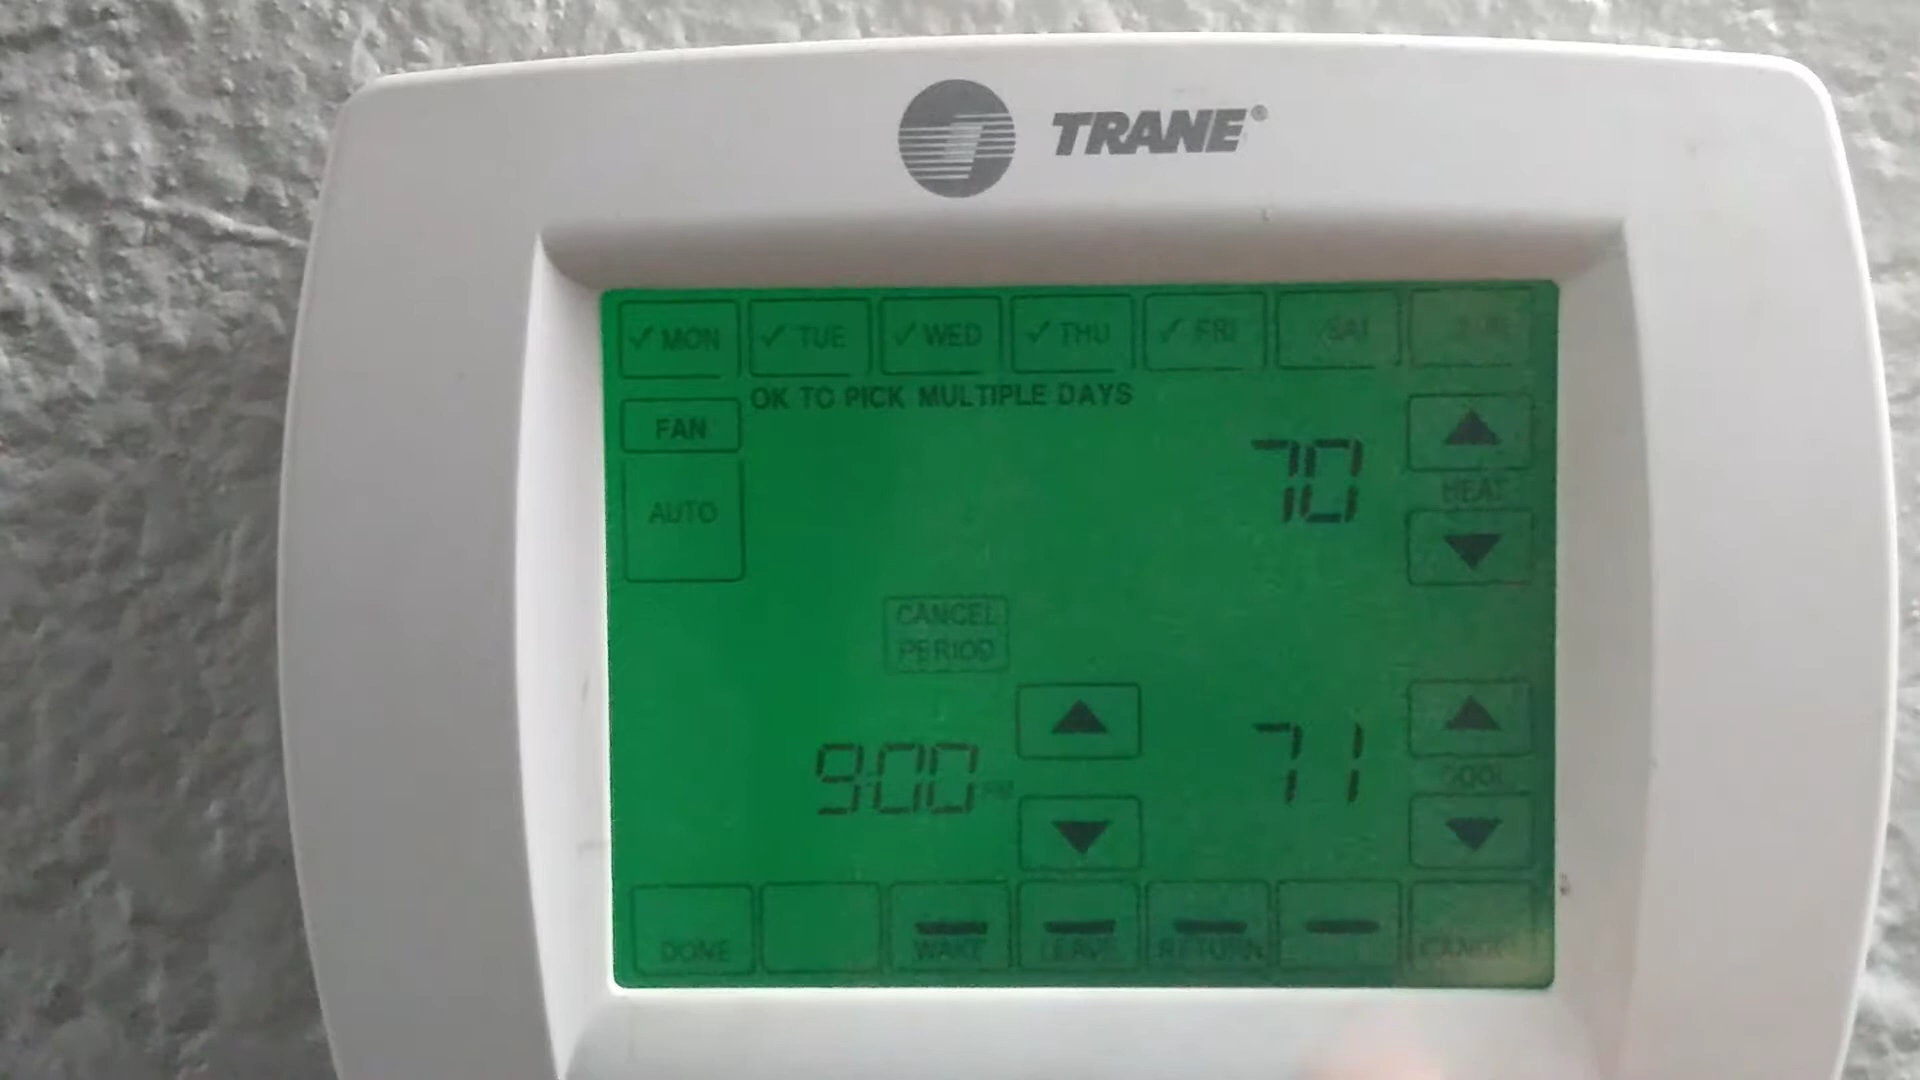 TRANE®
✓ MON ✓ TUE ✓ WED ✓ THU ✓ FRI SAT SUN
OK TO PICK MULTIPLE DAYS
FAN
70
HEAT
AUTO
CANCEL
PERIOD
9:00 PM
71
COOL
DONE WAKE LEAVE RETURN CANCEL